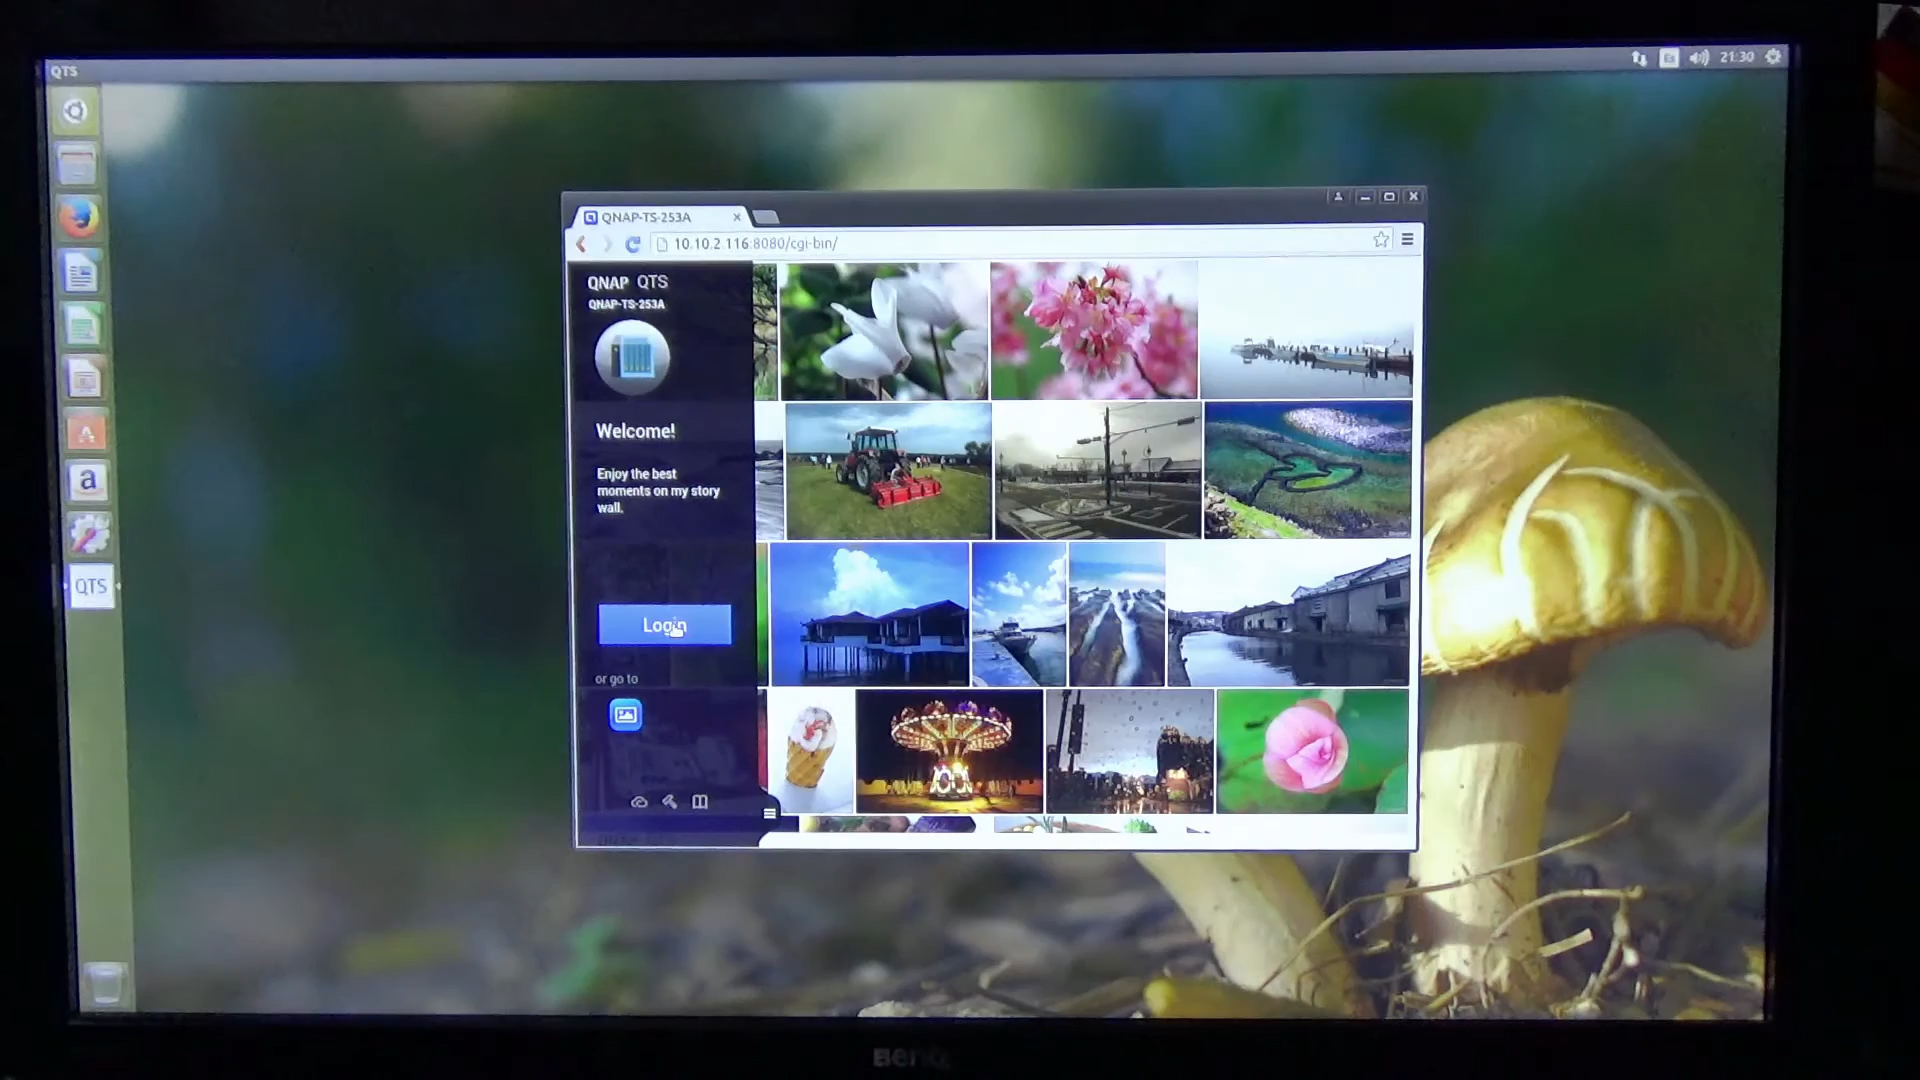 QTS
21:30
QNAP-TS-253A
10.10.2.116:8080/cgi-bin/
QNAP QTS
QNAP-TS-253A
Welcome!
Enjoy the best
moments on my story
wall.
Login
or go to
a
QTS
BenQ